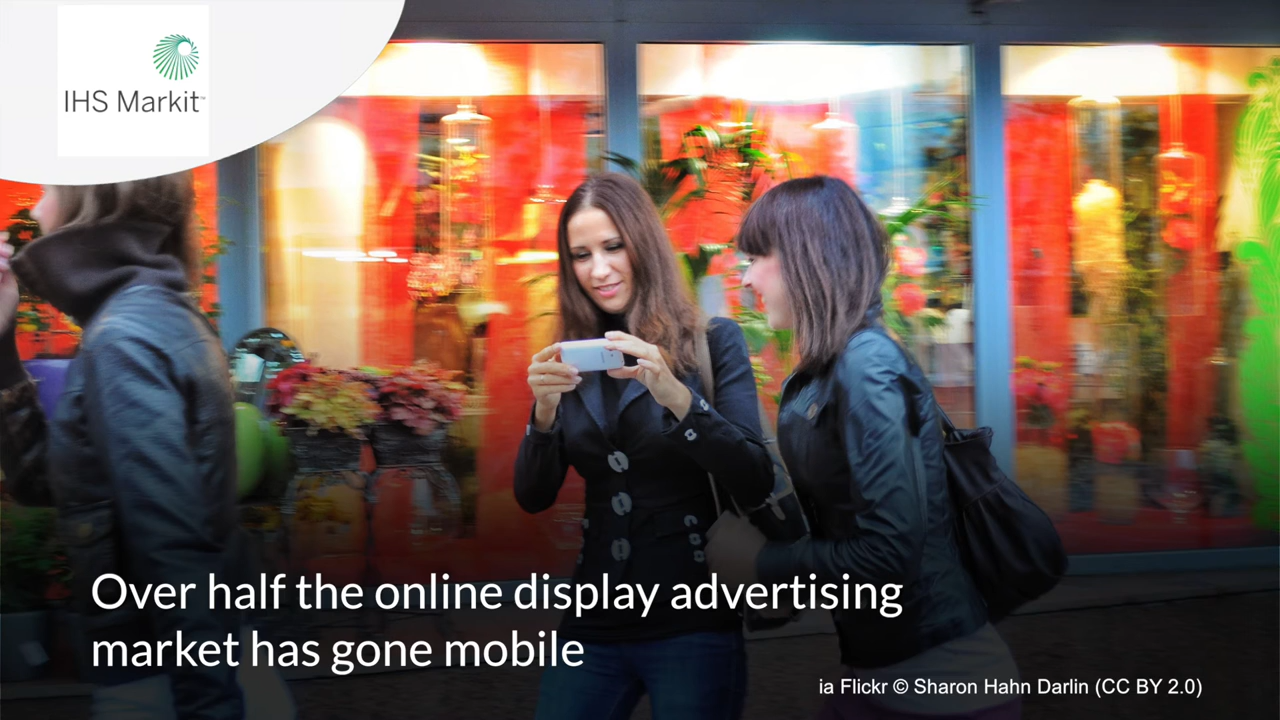 IHS Markit™
Over half the online display advertising
market has gone mobile
ia Flickr © Sharon Hahn Darlin (CC BY 2.0)